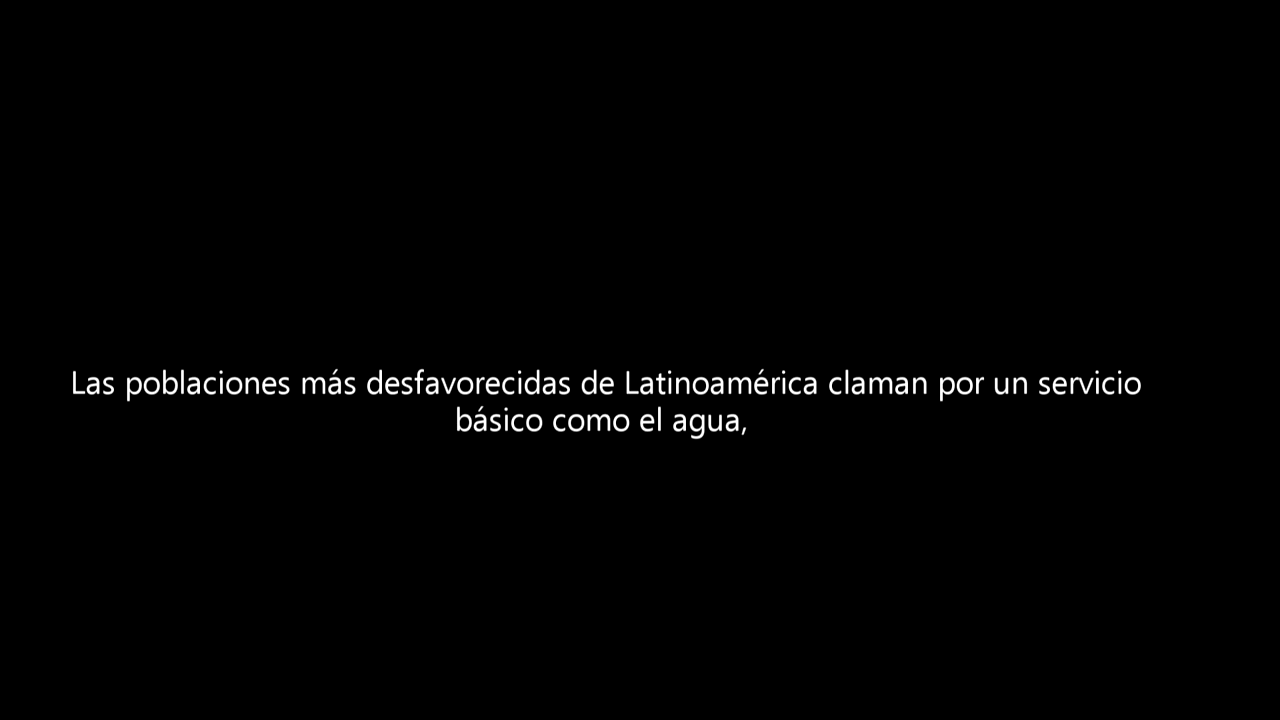 Las poblaciones más desfavorecidas de Latinoamérica claman por un servicio
básico como el agua,